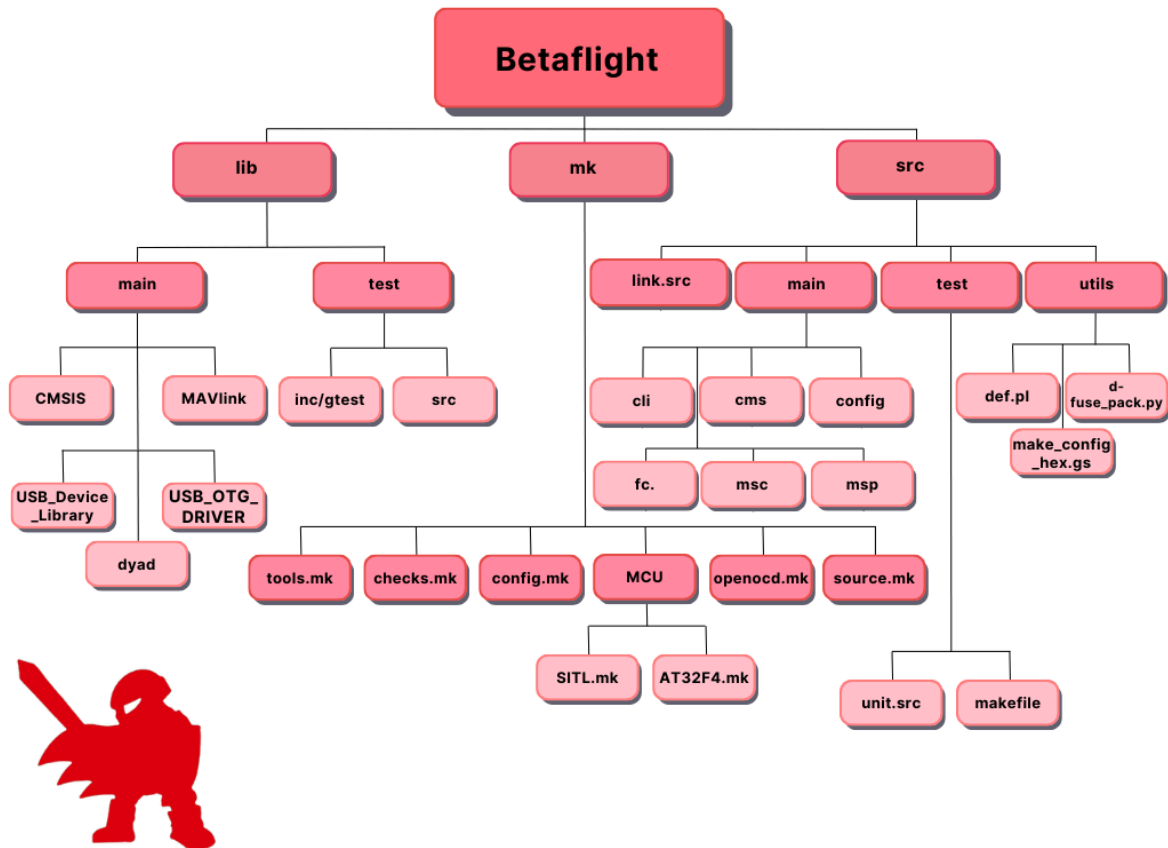 Betaflight
lib
mk
src
main
test
link.src
main
test
utils
CMSIS
MAVlink
inc/gtest
src
cli
cms
config
def.pl
d-
fuse_pack.py
make_config
_hex.gs
USB_Device
_Library
USB_OTG_
DRIVER
fc.
msc
msp
dyad
tools.mk
checks.mk
config.mk
MCU
openocd.mk
source.mk
SITL.mk
AT32F4.mk
unit.src
makefile